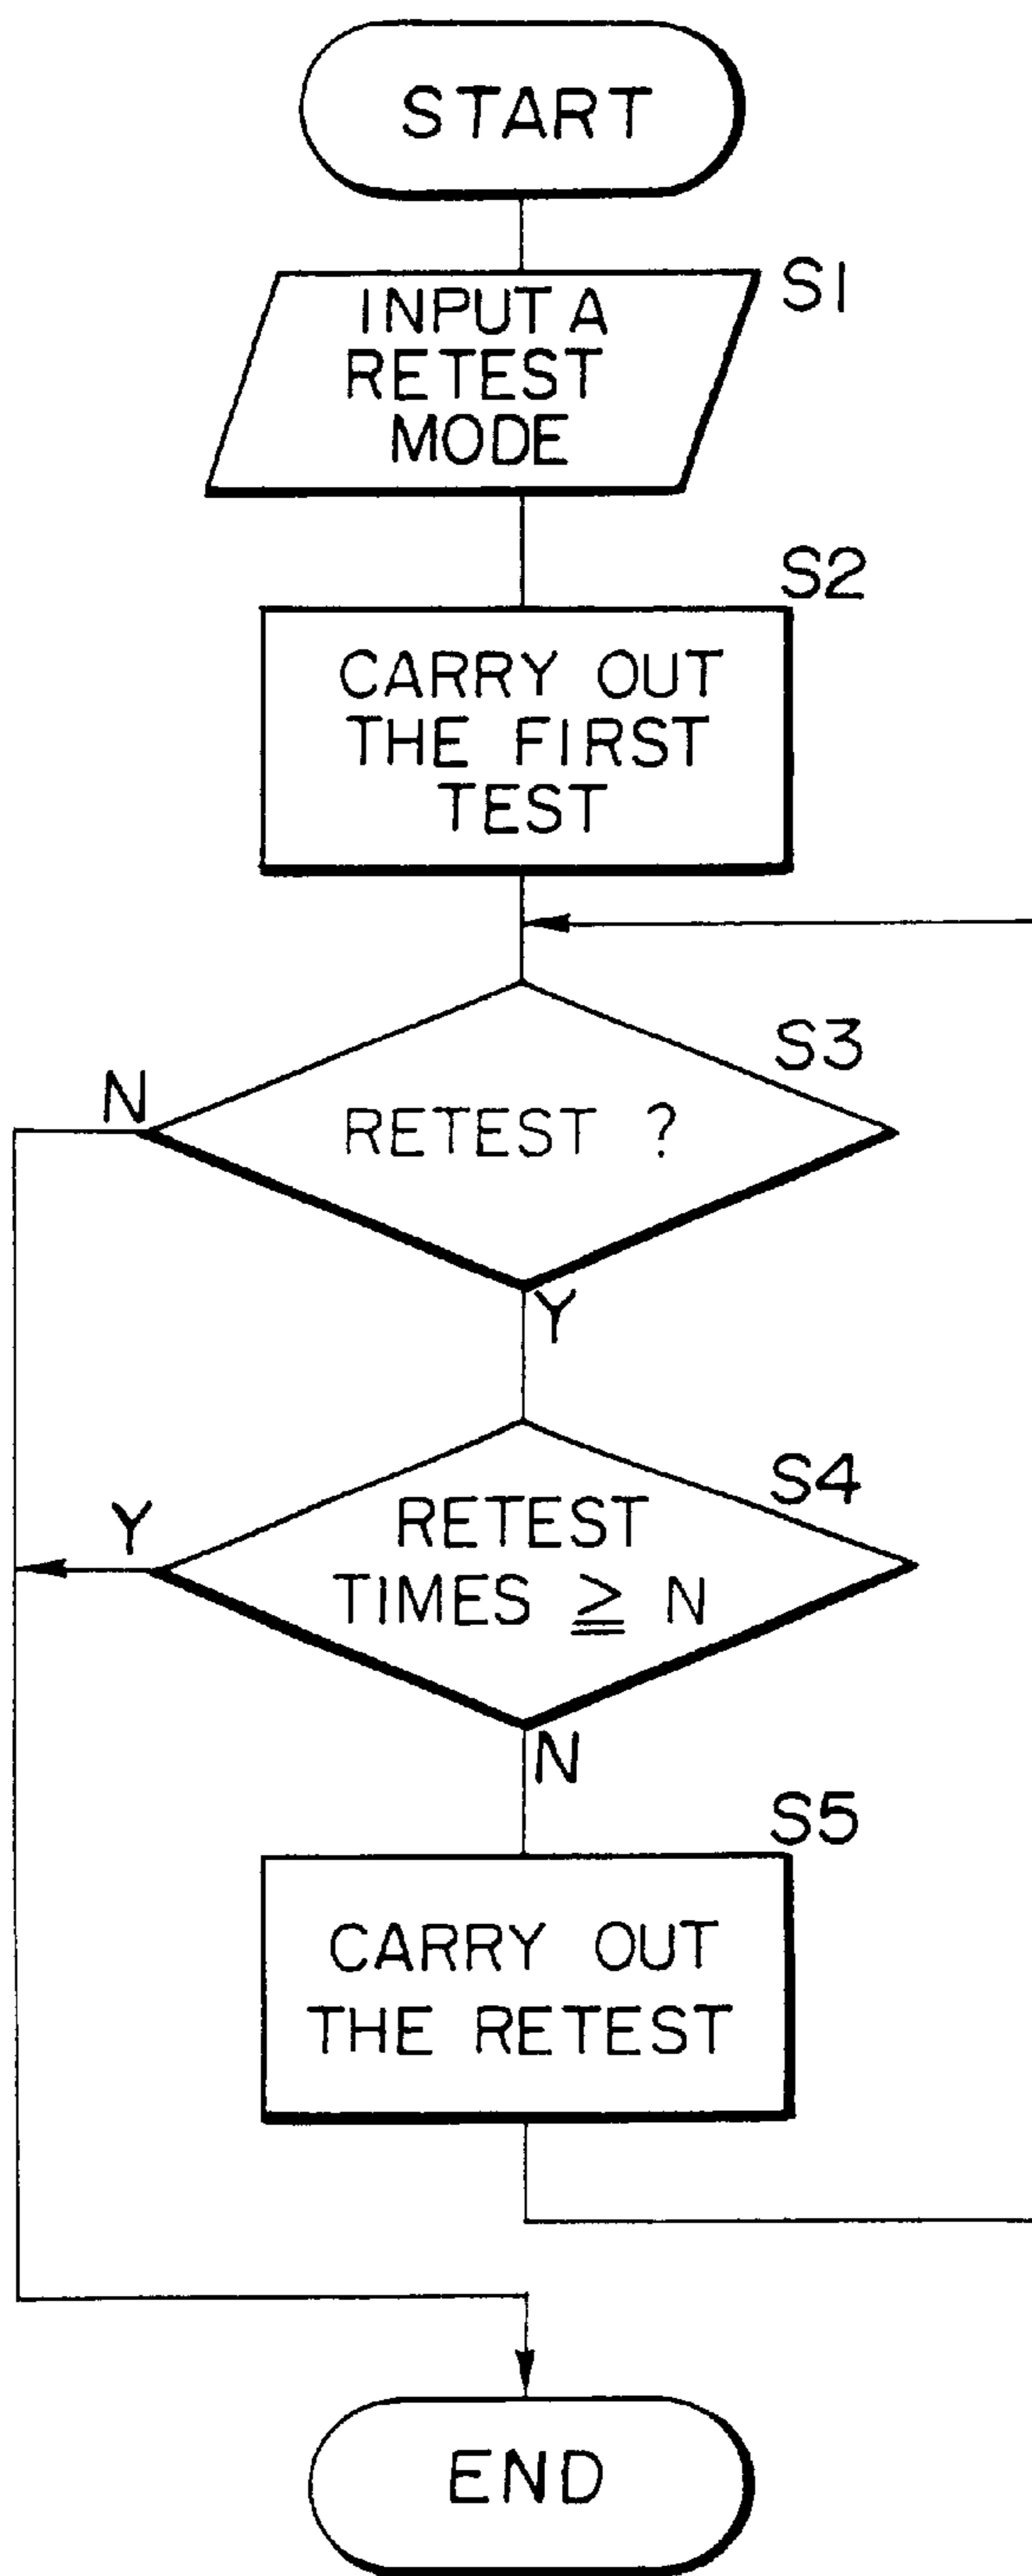 START
S1
INPUT A
RETEST
MODE
S2
CARRY OUT
THE FIRST
TEST
S3
N
RETEST ?
Y
S4
Y
RETEST
TIMES ≧ N
N
S5
CARRY OUT
THE RETEST
END